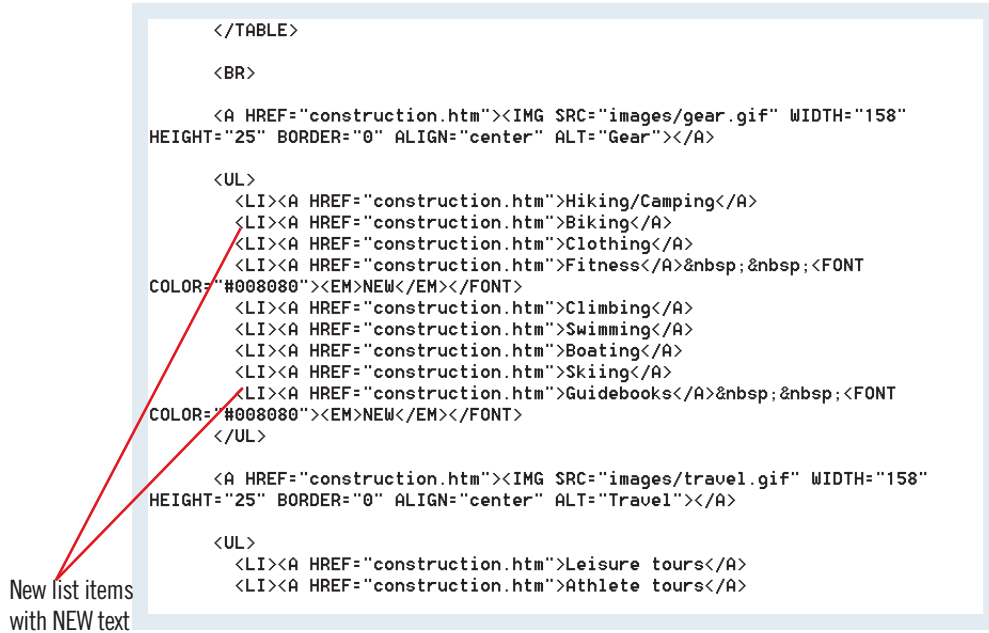 </TABLE>
<BR>
<A HREF="construction.htm"><IMG SRC="images/gear.gif" WIDTH="158"
HEIGHT="25" BORDER="0" ALIGN="center" ALT="Gear"></A>
<UL>
<LI><A HREF="construction.htm">Hiking/Camping</A>
<LI><A HREF="construction.htm">Biking</A>
<LI><A HREF="construction.htm">Clothing</A>
<LI><A HREF="construction.htm">Fitness</A>&nbsp;&nbsp;<FONT
COLOR="#008080"><EM>NEW</EM></FONT>
<LI><A HREF="construction.htm">Climbing</A>
<LI><A HREF="construction.htm">Swimming</A>
<LI><A HREF="construction.htm">Boating</A>
<LI><A HREF="construction.htm">Skiing</A>
<LI><A HREF="construction.htm">Guidebooks</A>&nbsp;&nbsp;<FONT
COLOR="#008080"><EM>NEW</EM></FONT>
</UL>
<A HREF="construction.htm"><IMG SRC="images/travel.gif" WIDTH="158"
HEIGHT="25" BORDER="0" ALIGN="center" ALT="Travel"></A>
<UL>
<LI><A HREF="construction.htm">Leisure tours</A>
<LI><A HREF="construction.htm">Athlete tours</A>
New list items
with NEW text